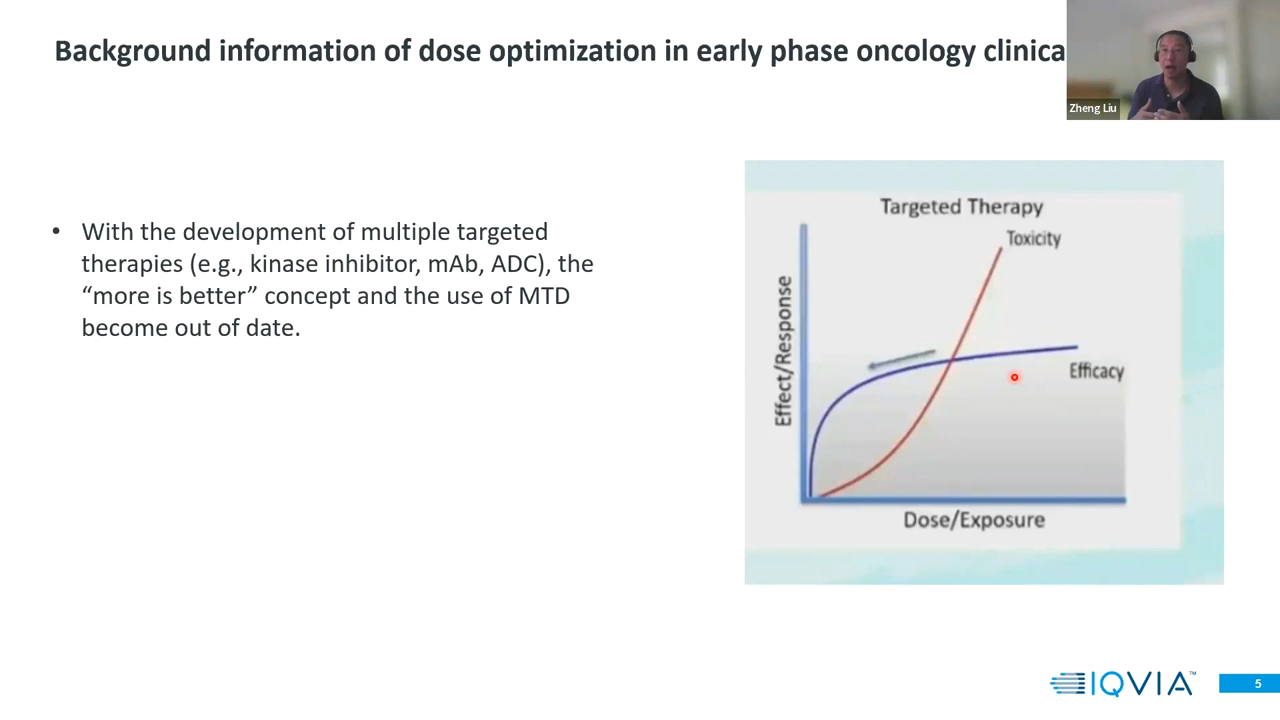 Background information of dose optimization in early phase oncology clinica
Zheng Liu
• With the development of multiple targeted
therapies (e.g., kinase inhibitor, mAb, ADC), the
“more is better” concept and the use of MTD
become out of date.
Targeted Therapy
Toxicity
Effect/Response
Efficacy
Dose/Exposure
IQVIA™
5